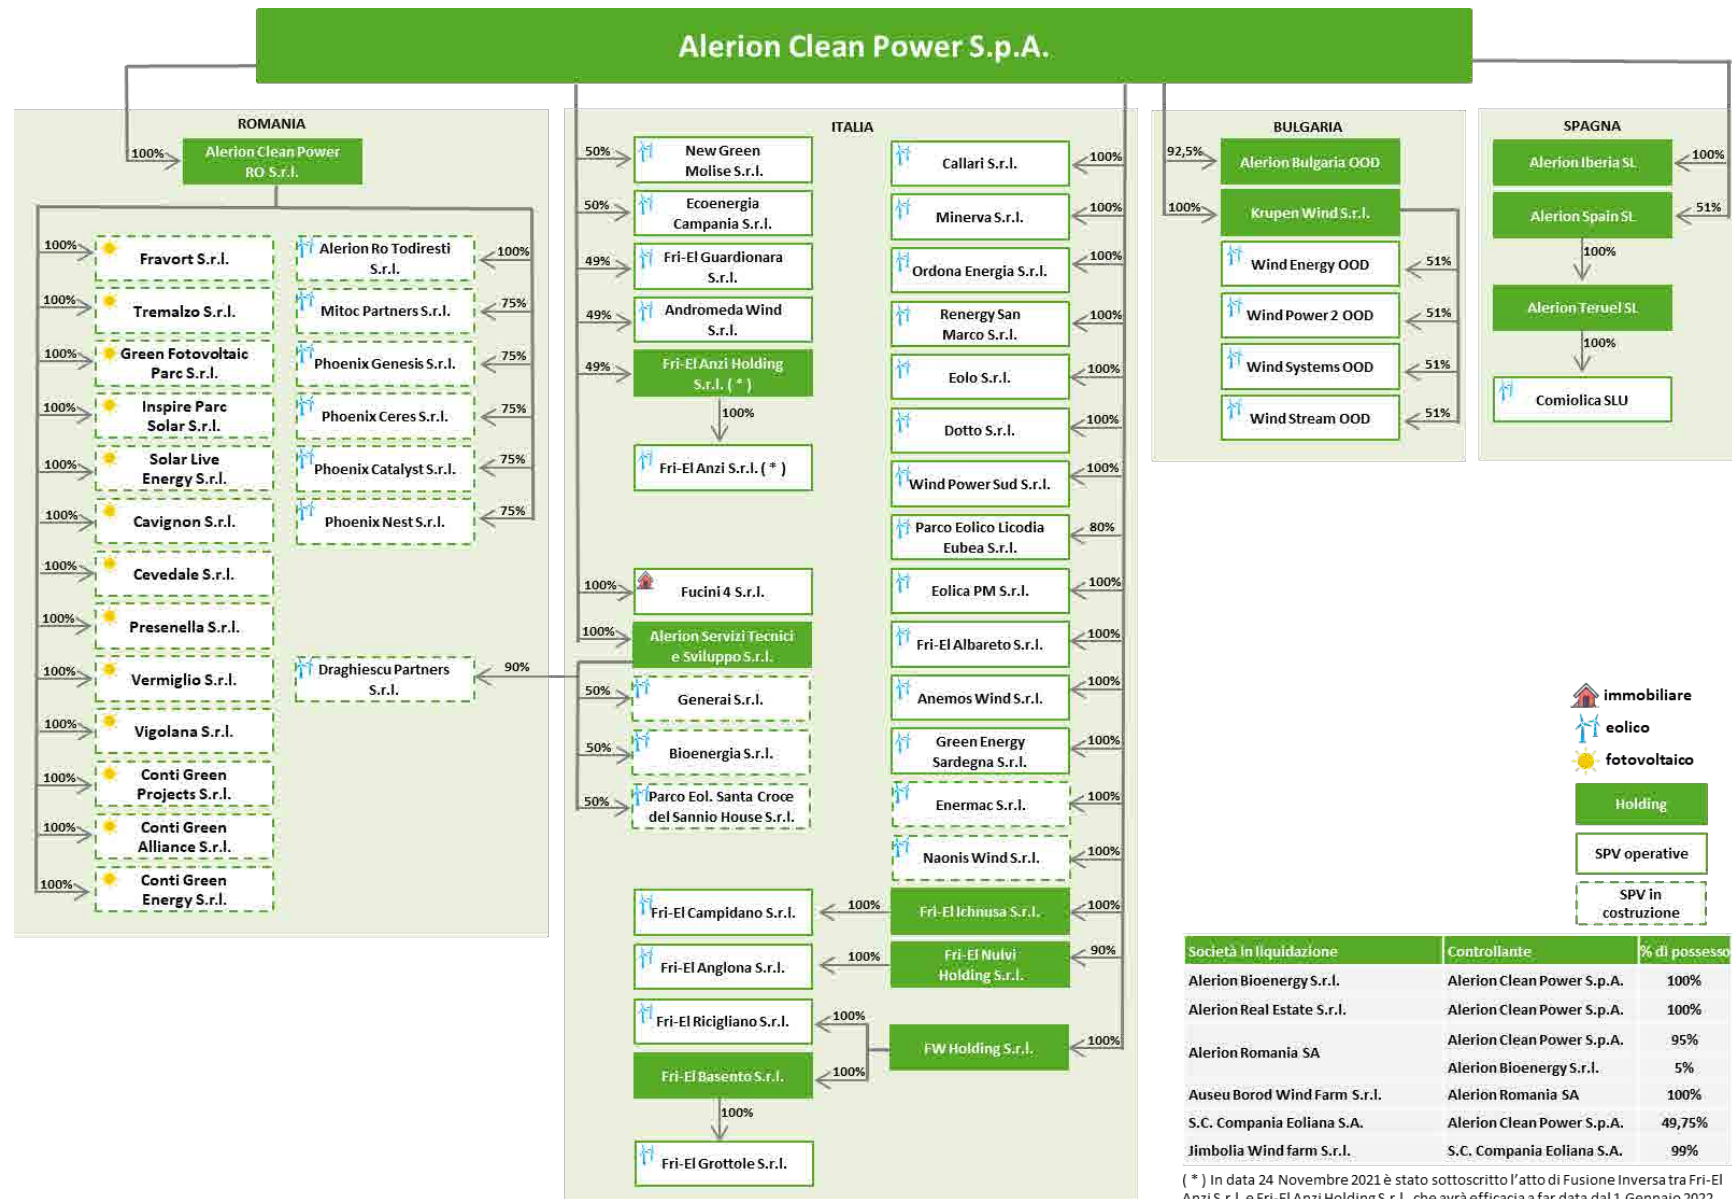 Alerion Clean Power S.p.A.
ROMANIA
100%
Alerion Clean Power
RO S.r.l.
100%
Fravort S.r.l.
100%
Tremalzo S.r.l.
100%
Green Fotovoltaic
Parc S.r.l.
100%
Inspire Parc
Solar S.r.l.
100%
Solar Live
Energy S.r.l.
100%
Cavignon S.r.l.
100%
Cevedale S.r.l.
100%
Presenella S.r.l.
100%
Vermiglio S.r.l.
100%
Vigolana S.r.l.
100%
Conti Green
Projects S.r.l.
100%
Conti Green
Alliance S.r.l.
100%
Conti Green
Energy S.r.l.
Alerion Ro Todiresti
S.r.l.
100%
Mitoc Partners S.r.l.
75%
Phoenix Genesis S.r.l.
75%
Phoenix Ceres S.r.l.
75%
Phoenix Catalyst S.r.l.
75%
Phoenix Nest S.r.l.
75%
Draghiescu Partners
S.r.l.
90%
ITALIA
50%
New Green
Molise S.r.l.
50%
Ecoenergia
Campania S.r.l.
49%
Fri-El Guardionara
S.r.l.
49%
Andromeda Wind
S.r.l.
49%
Fri-El Anzi Holding
S.r.l. ( * )
100%
Fri-El Anzi S.r.l. ( * )
100%
Fucini 4 S.r.l.
100%
Alerion Servizi Tecnici
e Sviluppo S.r.l.
50%
Generai S.r.l.
50%
Bioenergia S.r.l.
50%
Parco Eol. Santa Croce
del Sannio House S.r.l.
Fri-El Campidano S.r.l.
100%
Fri-El Anglona S.r.l.
100%
Fri-El Ricigliano S.r.l.
100%
Fri-El Basento S.r.l.
100%
100%
Fri-El Grottole S.r.l.
Callari S.r.l.
100%
Minerva S.r.l.
100%
Ordona Energia S.r.l.
100%
Renergy San
Marco S.r.l.
100%
Eolo S.r.l.
100%
Dotto S.r.l.
100%
Wind Power Sud S.r.l.
100%
Parco Eolico Licodia
Eubea S.r.l.
80%
Eolica PM S.r.l.
100%
Fri-El Albareto S.r.l.
100%
Anemos Wind S.r.l.
100%
Green Energy
Sardegna S.r.l.
100%
Enermac S.r.l.
100%
Naonis Wind S.r.l.
100%
Fri-El Ichnusa S.r.l.
100%
Fri-El Nulvi
Holding S.r.l.
90%
FW Holding S.r.l.
100%
BULGARIA
92,5%
Alerion Bulgaria OOD
100%
Krupen Wind S.r.l.
Wind Energy OOD
51%
Wind Power 2 OOD
51%
Wind Systems OOD
51%
Wind Stream OOD
51%
SPAGNA
Alerion Iberia SL
100%
Alerion Spain SL
51%
100%
Alerion Teruel SL
100%
Comiolica SLU
immobiliare
eolico
fotovoltaico
Holding
SPV operative
SPV in
costruzione
Società in liquidazione Controllante % di possesso
Alerion Bioenergy S.r.l. Alerion Clean Power S.p.A. 100%
Alerion Real Estate S.r.l. Alerion Clean Power S.p.A. 100%
Alerion Romania SA Alerion Clean Power S.p.A. 95%
Alerion Bioenergy S.r.l. 5%
Auseu Borod Wind Farm S.r.l. Alerion Romania SA 100%
S.C. Compania Eoliana S.A. Alerion Clean Power S.p.A. 49,75%
Jimbolia Wind farm S.r.l. S.C. Compania Eoliana S.A. 99%
( * ) In data 24 Novembre 2021 è stato sottoscritto l'atto di Fusione Inversa tra Fri-El
Anzi S.r.l. e Fri-El Anzi Holding S.r.l. che avrà efficacia a far data dal 1 Gennaio 2022